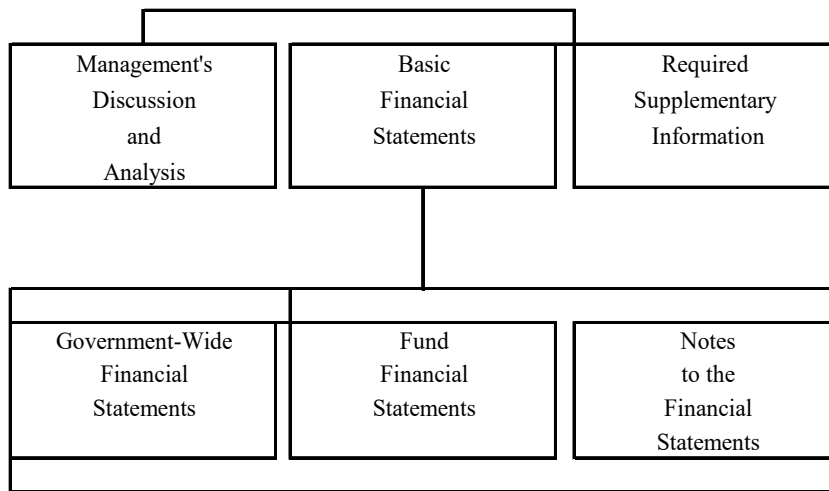 Management's
Discussion
and
Analysis
Basic
Financial
Statements
Required
Supplementary
Information
Government-Wide
Financial
Statements
Fund
Financial
Statements
Notes
to the
Financial
Statements